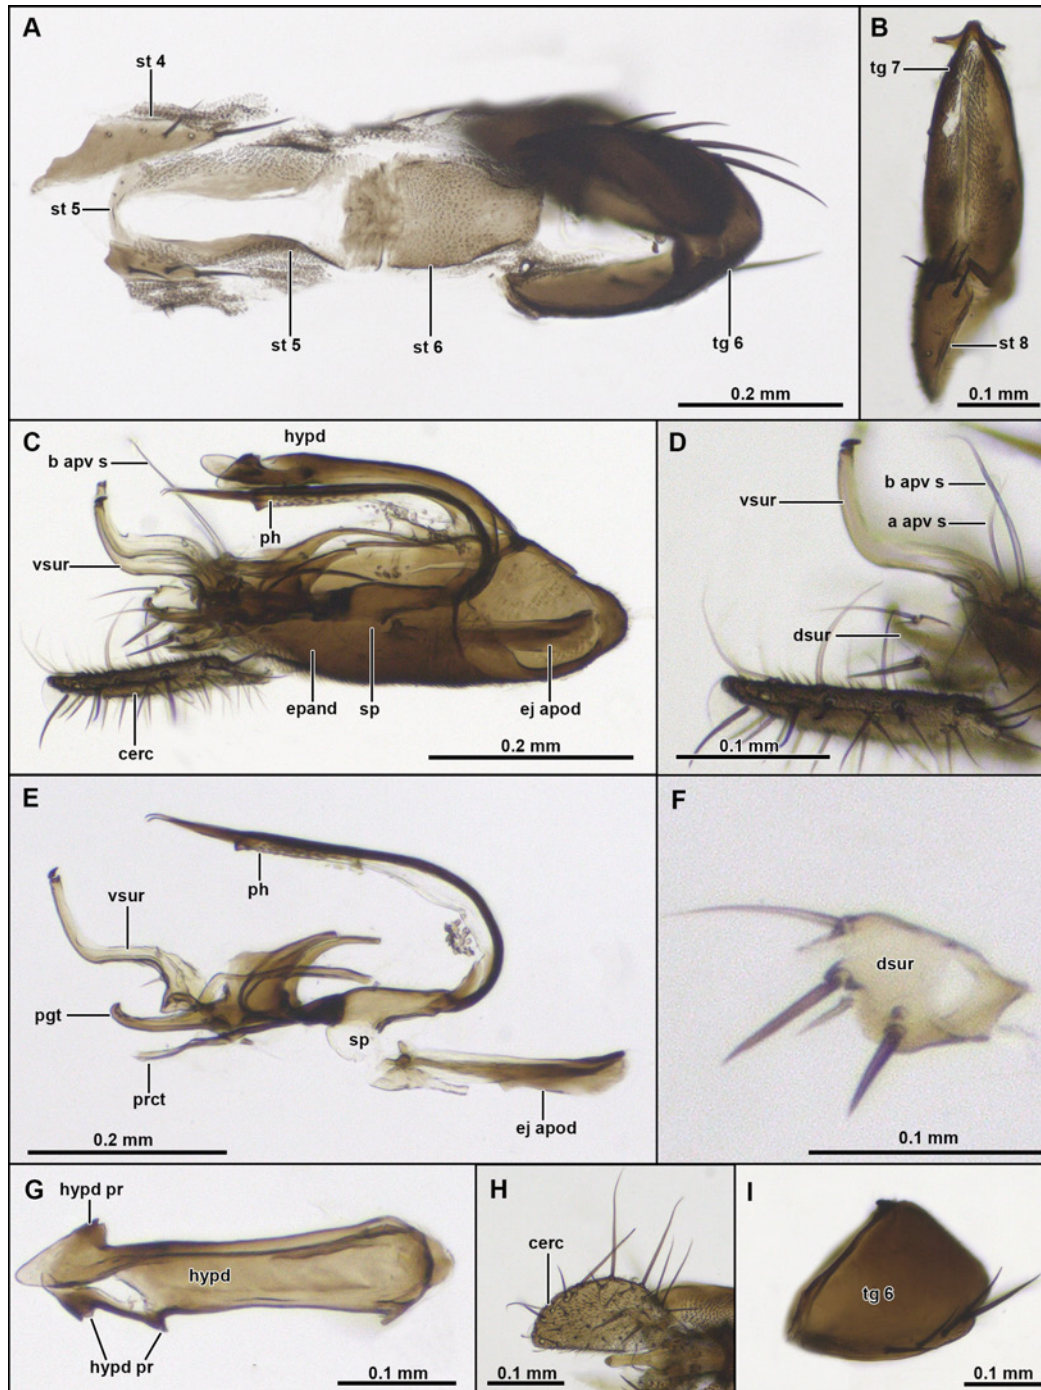 A
st 4
st 5
st 5
st 6
tg 6
0.2 mm
B
tg 7
st 8
0.1 mm
C
hypd
b apv s
ph
vsur
epand
sp
ej apod
cerc
0.2 mm
D
vsur
b apv s
a apv s
dsur
0.1 mm
E
ph
vsur
pgt
sp
prct
ej apod
0.2 mm
F
dsur
0.1 mm
G
hypd pr
hypd
hypd pr
0.1 mm
H
cerc
0.1 mm
I
tg 6
0.1 mm